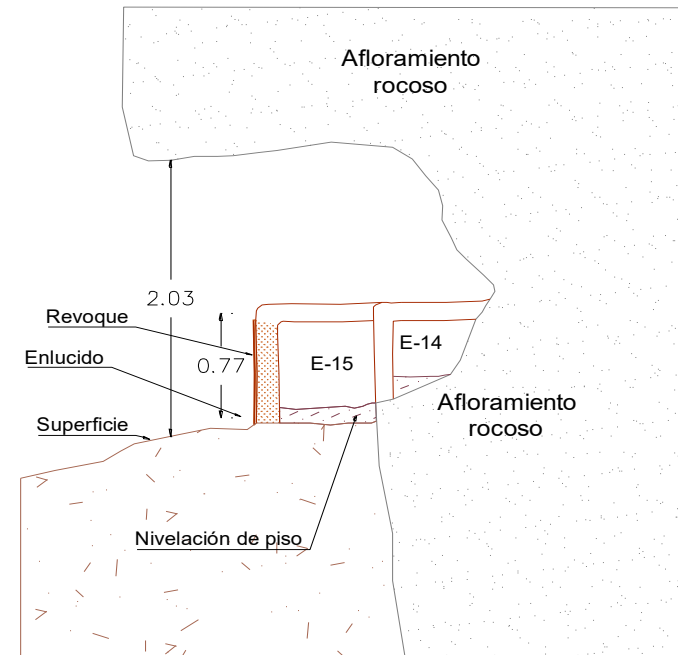 Afloramiento
rocoso
2.03
Revoque
0.77
E-14
Enlucido
E-15
Afloramiento
rocoso
Superficie
Nivelación de piso